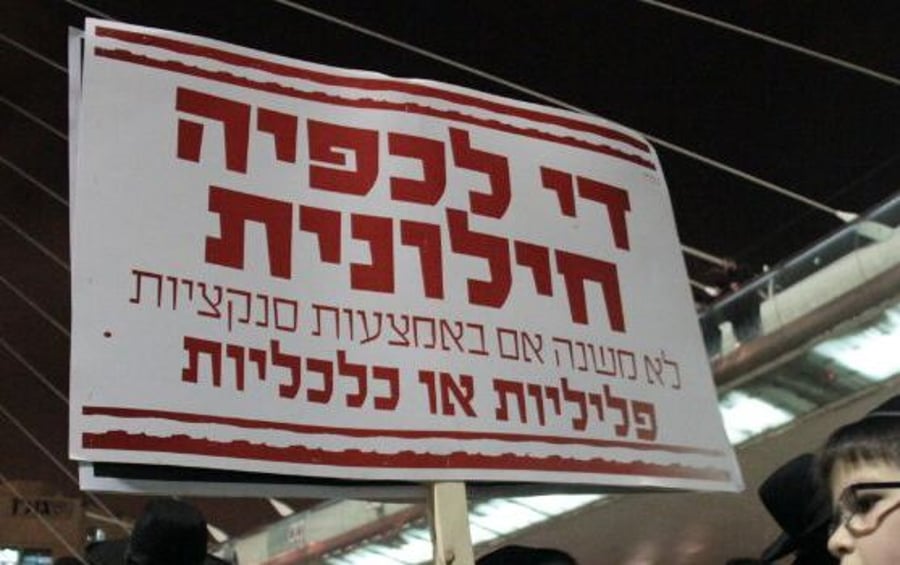 די לכפיה
חילונית
לא משנה אם באמצעות סנקציות
פליליות או כלכליות